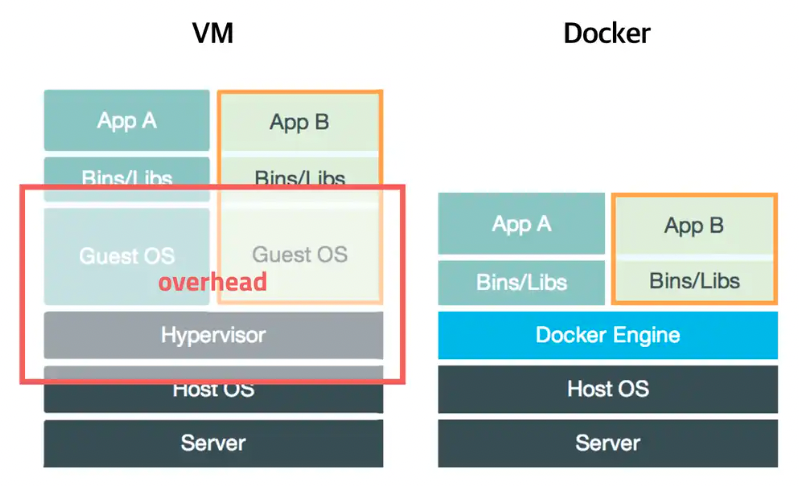 VM
App A
App B
Bins/Libs
Bins/Libs
Guest OS
Guest OS
overhead
Hypervisor
Host OS
Server
Docker
App A
App B
Bins/Libs
Bins/Libs
Docker Engine
Host OS
Server